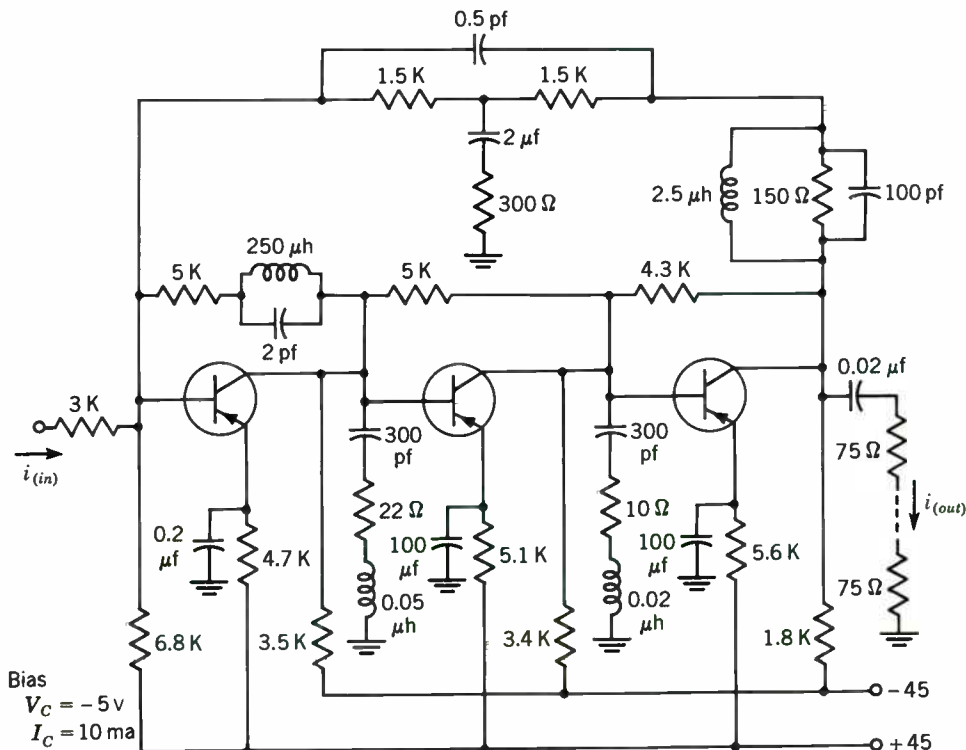 0.5 pf
1.5 K
1.5 K
2 μf
300 Ω
2.5 μh
150 Ω
100 pf
250 μh
5 K
5 K
4.3 K
2 pf
3 K
i(in)
0.02 μf
300
pf
300
pf
75 Ω
i(out)
22 Ω
10 Ω
0.2
μf
4.7 K
100
μf
5.1 K
100
μf
5.6 K
75 Ω
0.05
μh
0.02
μh
6.8 K
3.5 K
3.4 K
1.8 K
Bias
VC = −5 v
IC = 10 ma
−45
+45